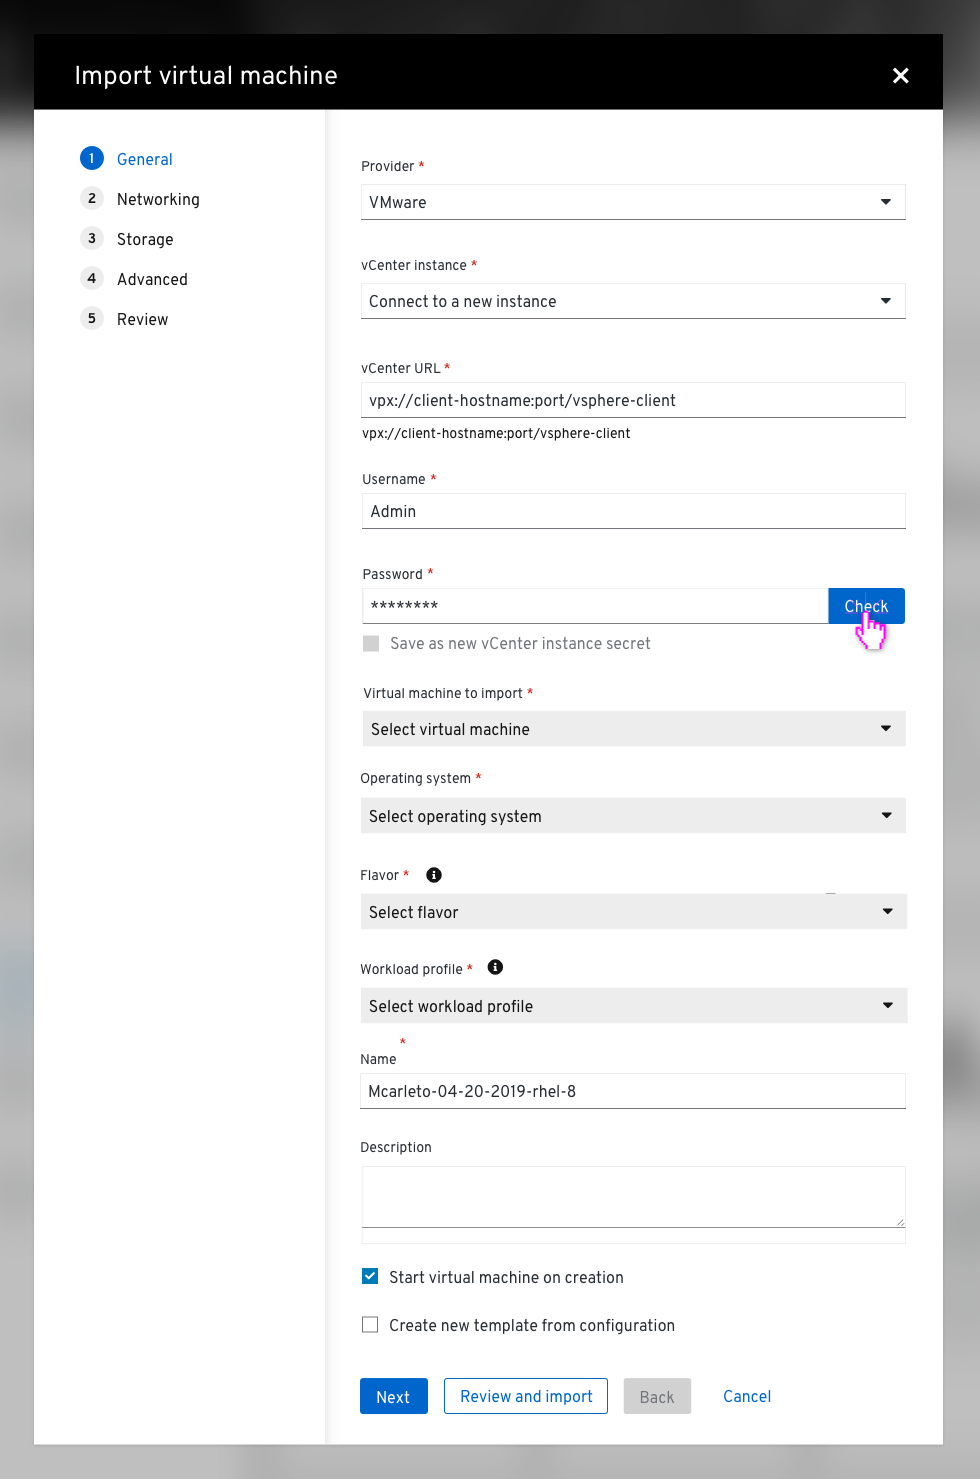 Import virtual machine
1 General
2 Networking
3 Storage
4 Advanced
5 Review
Provider *
VMware
vCenter instance *
Connect to a new instance
vCenter URL *
vpx://client-hostname:port/vsphere-client
vpx://client-hostname:port/vsphere-client
Username *
Admin
Password *
********
Check
Save as new vCenter instance secret
Virtual machine to import *
Select virtual machine
Operating system *
Select operating system
Flavor *
Select flavor
Workload profile *
Select workload profile
Name *
Mcarleto-04-20-2019-rhel-8
Description
Start virtual machine on creation
Create new template from configuration
Next
Review and import
Back
Cancel